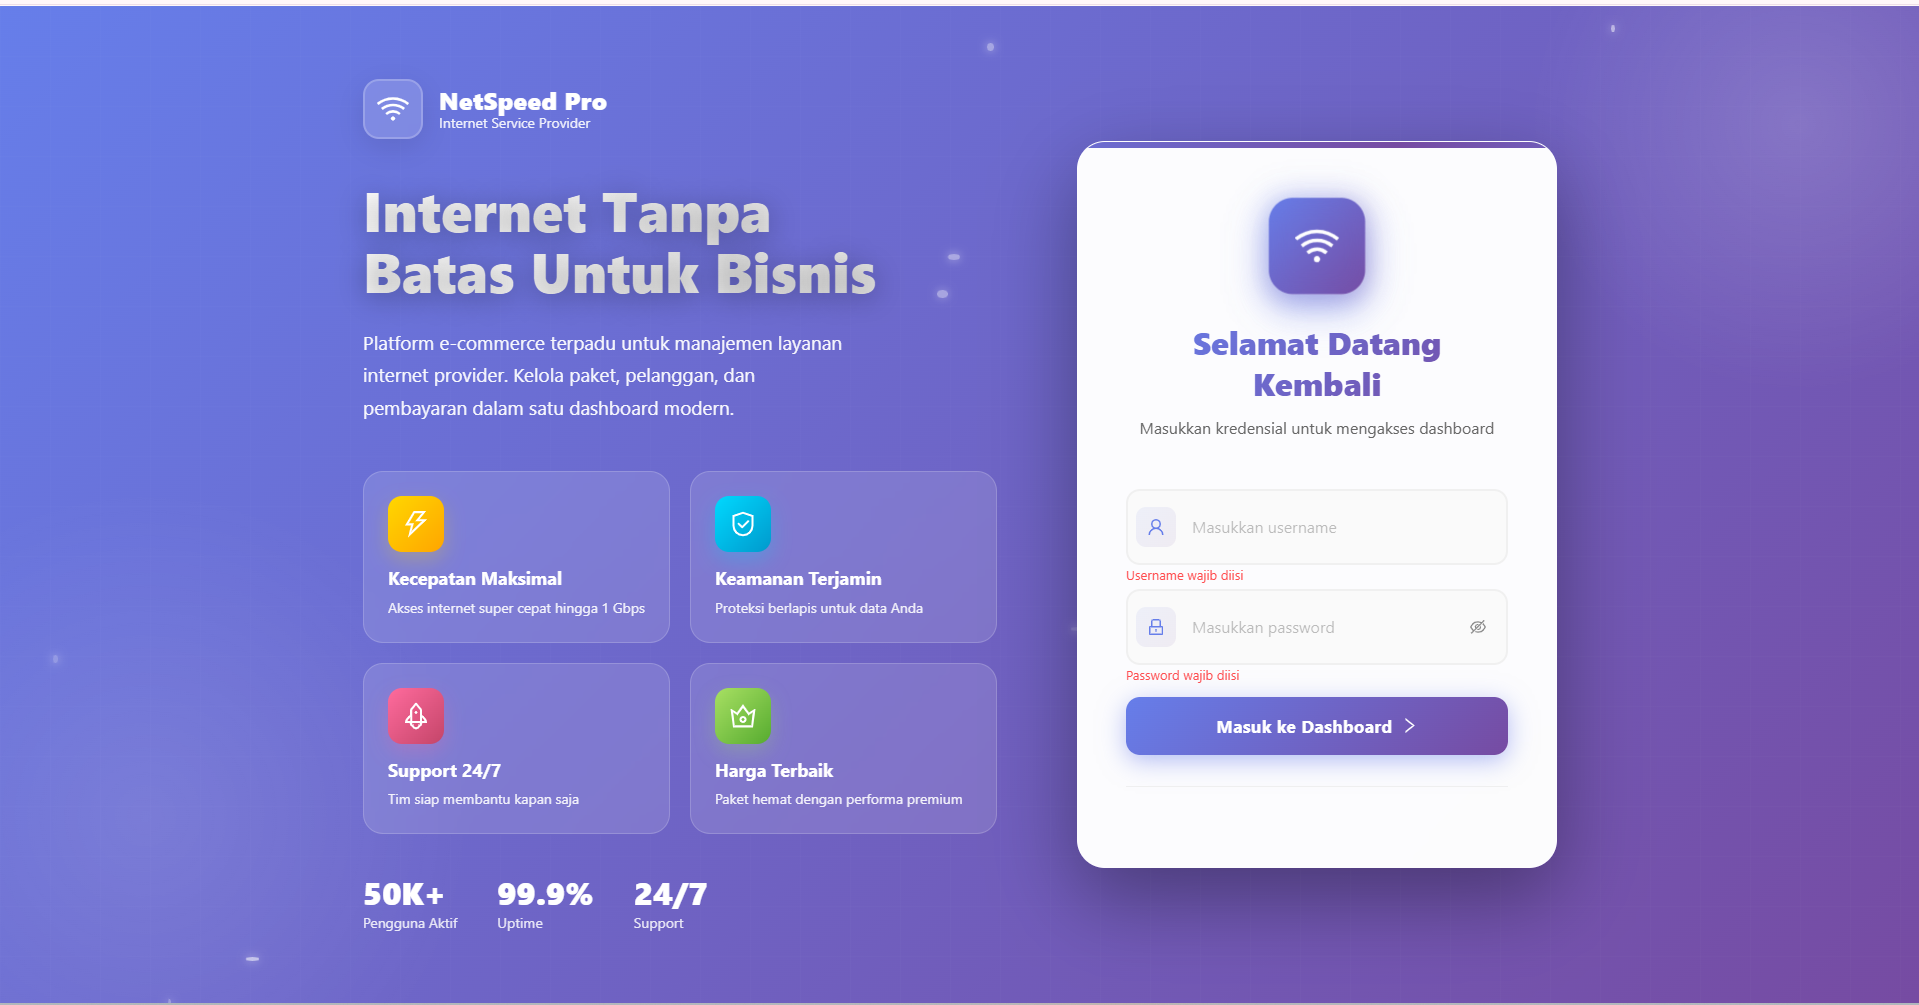 NetSpeed Pro
Internet Service Provider
Internet Tanpa
Batas Untuk Bisnis
Platform e-commerce terpadu untuk manajemen layanan
internet provider. Kelola paket, pelanggan, dan
pembayaran dalam satu dashboard modern.
Kecepatan Maksimal
Akses internet super cepat hingga 1 Gbps
Keamanan Terjamin
Proteksi berlapis untuk data Anda
Support 24/7
Tim siap membantu kapan saja
Harga Terbaik
Paket hemat dengan performa premium
50K+
Pengguna Aktif
99.9%
Uptime
24/7
Support
Selamat Datang
Kembali
Masukkan kredensial untuk mengakses dashboard
Masukkan username
Username wajib diisi
Masukkan password
Password wajib diisi
Masuk ke Dashboard